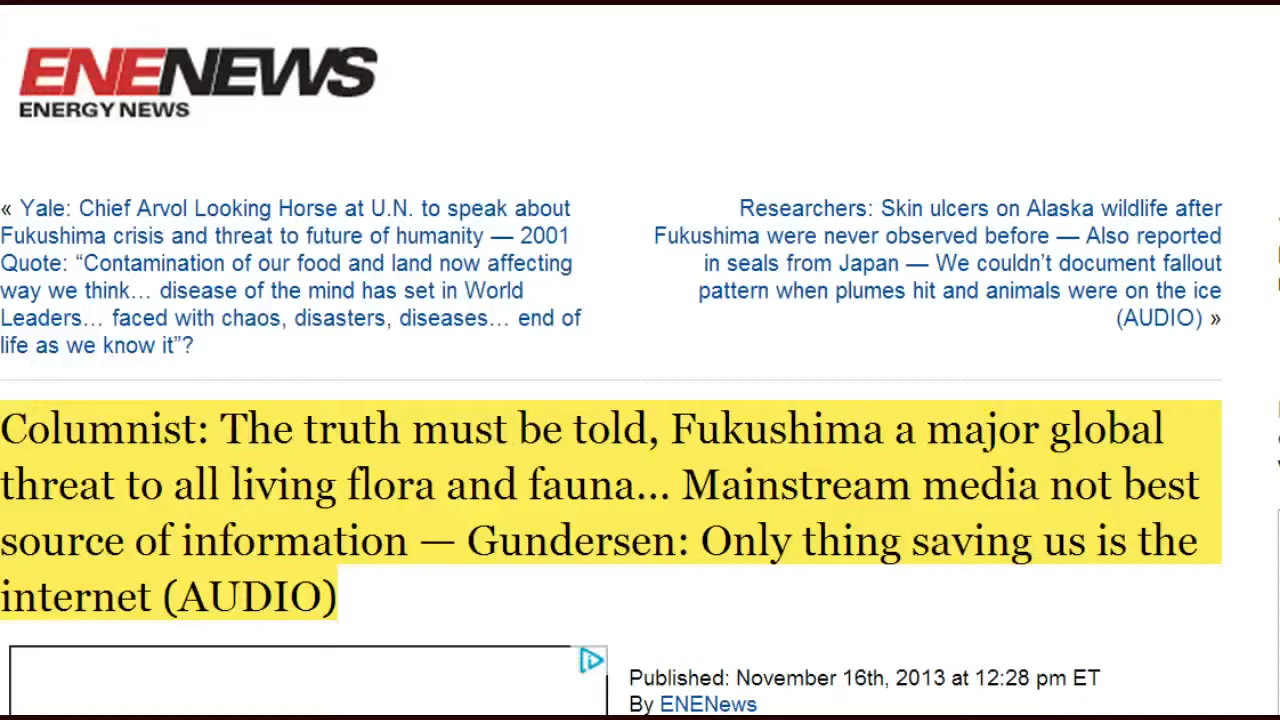 ENENEWS
ENERGY NEWS
« Yale: Chief Arvol Looking Horse at U.N. to speak about
Fukushima crisis and threat to future of humanity — 2001
Quote: “Contamination of our food and land now affecting
way we think… disease of the mind has set in World
Leaders… faced with chaos, disasters, diseases… end of
life as we know it”?
Researchers: Skin ulcers on Alaska wildlife after
Fukushima were never observed before — Also reported
in seals from Japan — We couldn’t document fallout
pattern when plumes hit and animals were on the ice
(AUDIO) »
Columnist: The truth must be told, Fukushima a major global
threat to all living flora and fauna… Mainstream media not best
source of information — Gundersen: Only thing saving us is the
internet (AUDIO)
Published: November 16th, 2013 at 12:28 pm ET
By ENENews